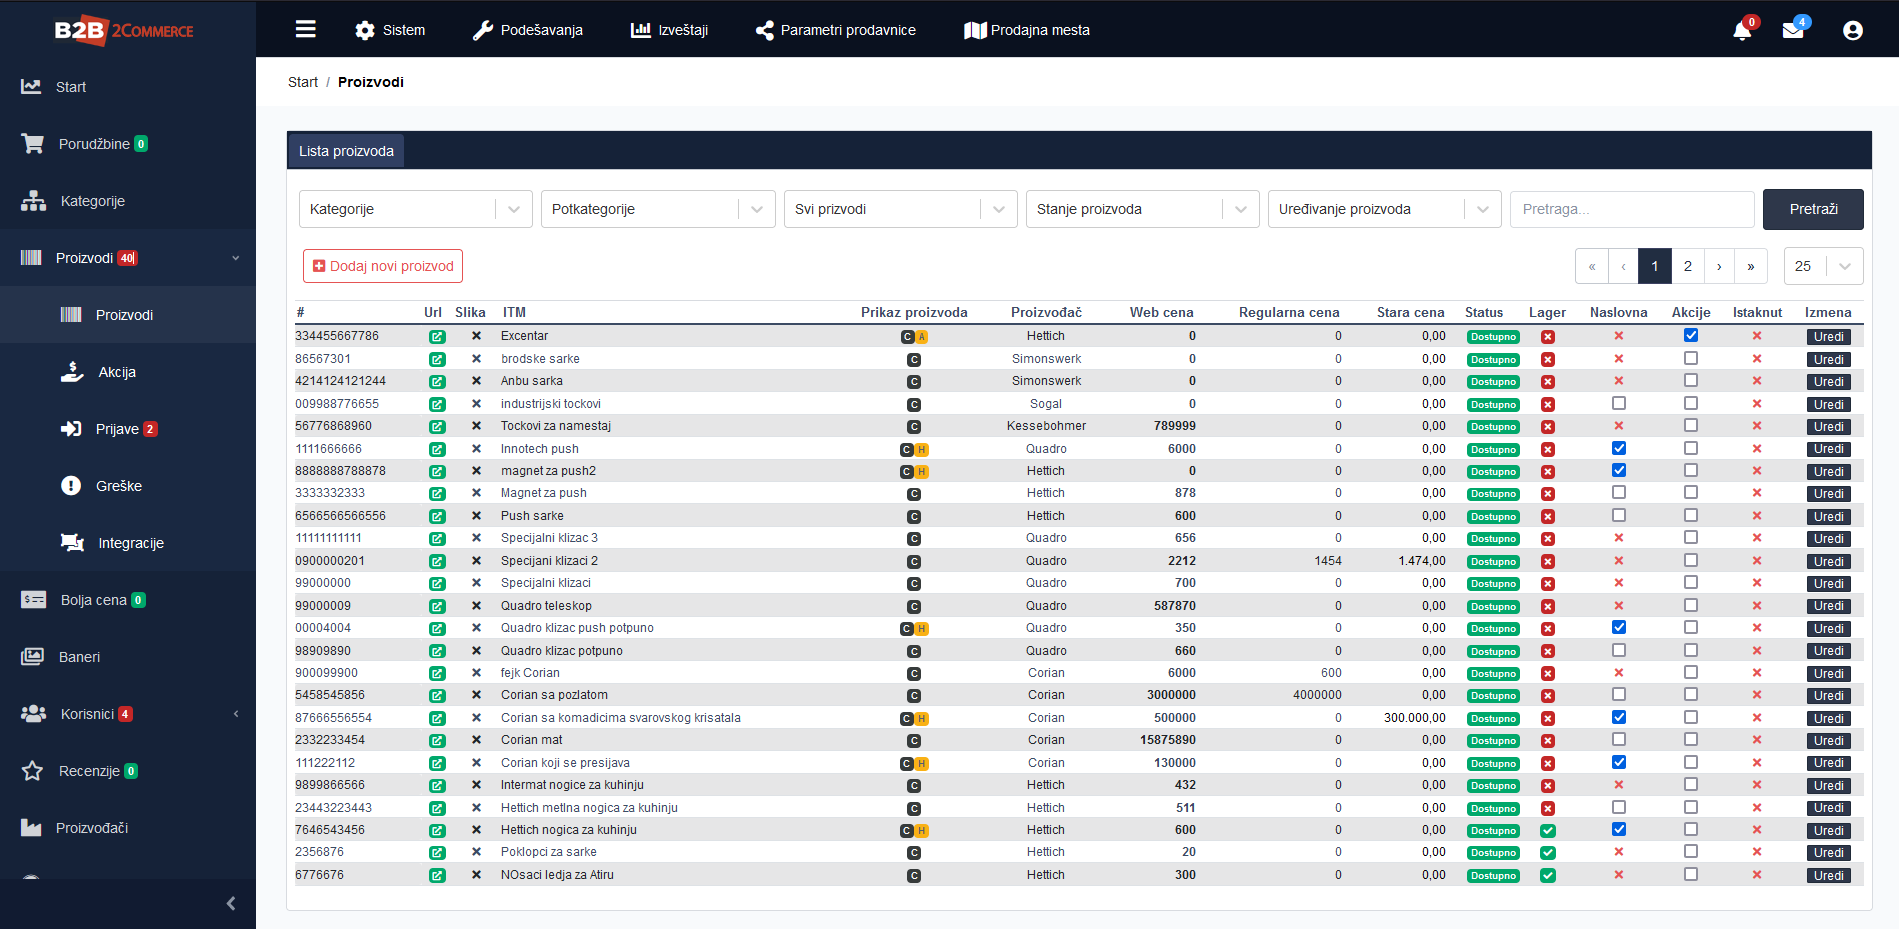 B2B 2COMMERCE
Sistem Podešavanja Izveštaji Parametri prodavnice Prodajna mesta 0 4
Start
Porudžbine 0
Kategorije
Proizvodi 40
Proizvodi
Akcija
Prijave 2
Greške
Integracije
Bolja cena 0
Baneri
Korisnici 4
Recenzije 0
Proizvođači
Start / Proizvodi
Lista proizvoda
Kategorije Potkategorije Svi prizvodi Stanje proizvoda Uređivanje proizvoda Pretraga... Pretraži
Dodaj novi proizvod « ‹ 1 2 › » 25
# Url Slika ITM Prikaz proizvoda Proizvođač Web cena Regularna cena Stara cena Status Lager Naslovna Akcije Istaknut Izmena
334455667786 Excentar C A Hettich 0 0 0,00 Dostupno Uredi
86567301 brodske sarke C Simonswerk 0 0 0,00 Dostupno Uredi
4214124121244 Anbu sarka C Simonswerk 0 0 0,00 Dostupno Uredi
009988776655 industrijski tockovi C Sogal 0 0 0,00 Dostupno Uredi
56776868960 Tockovi za namestaj C Kessebohmer 789999 0 0,00 Dostupno Uredi
1111666666 Innotech push C H Quadro 6000 0 0,00 Dostupno Uredi
8888888788878 magnet za push2 C H Hettich 0 0 0,00 Dostupno Uredi
3333332333 Magnet za push C Hettich 878 0 0,00 Dostupno Uredi
6566566566556 Push sarke C Hettich 600 0 0,00 Dostupno Uredi
11111111111 Specijalni klizac 3 C Quadro 656 0 0,00 Dostupno Uredi
0900000201 Specijani klizaci 2 C Quadro 2212 1454 1.474,00 Dostupno Uredi
99000000 Specijalni klizaci C Quadro 700 0 0,00 Dostupno Uredi
99000009 Quadro teleskop C Quadro 587870 0 0,00 Dostupno Uredi
00004004 Quadro klizac push potpuno C H Quadro 350 0 0,00 Dostupno Uredi
98909890 Quadro klizac potpuno C Quadro 660 0 0,00 Dostupno Uredi
900099900 fejk Corian C Corian 6000 600 0,00 Dostupno Uredi
5458545856 Corian sa pozlatom C Corian 3000000 4000000 0,00 Dostupno Uredi
87666556554 Corian sa komadicima svarovskog krisatala C H Corian 500000 0 300.000,00 Dostupno Uredi
2332233454 Corian mat C Corian 15875890 0 0,00 Dostupno Uredi
111222112 Corian koji se presijava C H Corian 130000 0 0,00 Dostupno Uredi
9899866566 Intermat nogice za kuhinju C Hettich 432 0 0,00 Dostupno Uredi
23443223443 Hettich metlna nogica za kuhinju C Hettich 511 0 0,00 Dostupno Uredi
7646543456 Hettich nogica za kuhinju C H Hettich 600 0 0,00 Dostupno Uredi
2356876 Poklopci za sarke C Hettich 20 0 0,00 Dostupno Uredi
6776676 NOsaci ledja za Atiru C Hettich 300 0 0,00 Dostupno Uredi